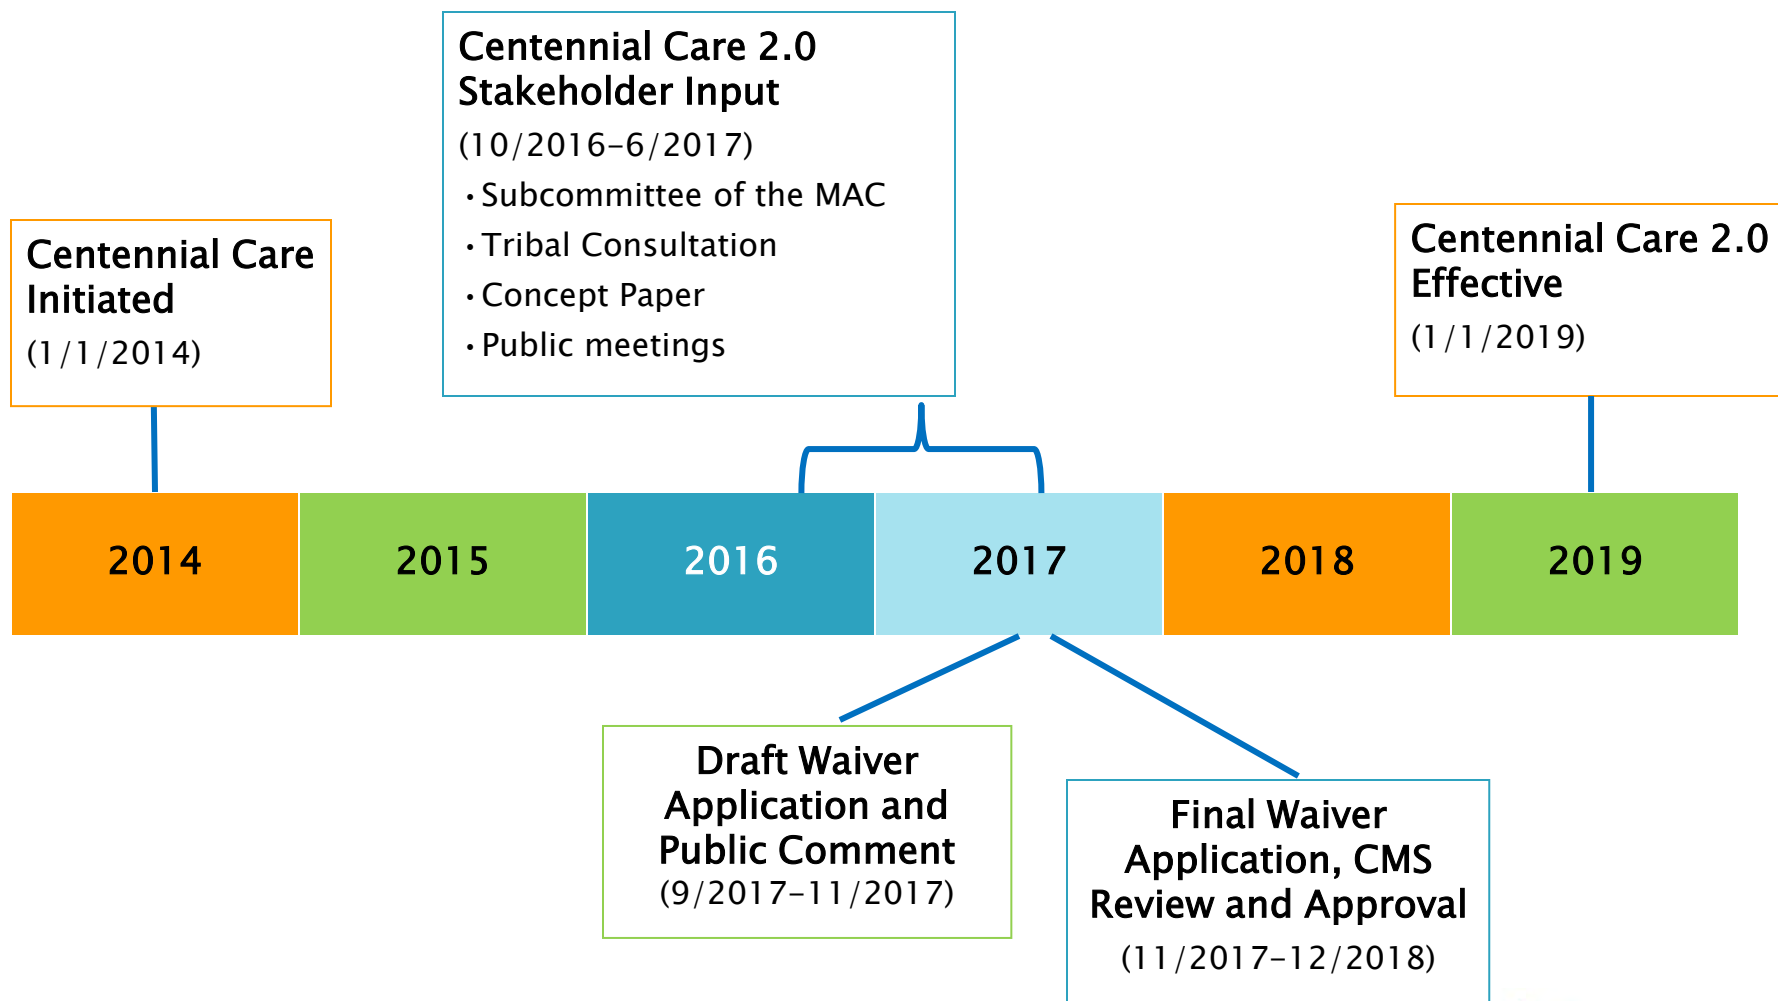 Centennial Care 2.0
Stakeholder Input
(10/2016–6/2017)
• Subcommittee of the MAC
• Tribal Consultation
• Concept Paper
• Public meetings
Centennial Care
Initiated
(1/1/2014)
Centennial Care 2.0
Effective
(1/1/2019)
2014
2015
2016
2017
2018
2019
Draft Waiver
Application and
Public Comment
(9/2017–11/2017)
Final Waiver
Application, CMS
Review and Approval
(11/2017–12/2018)